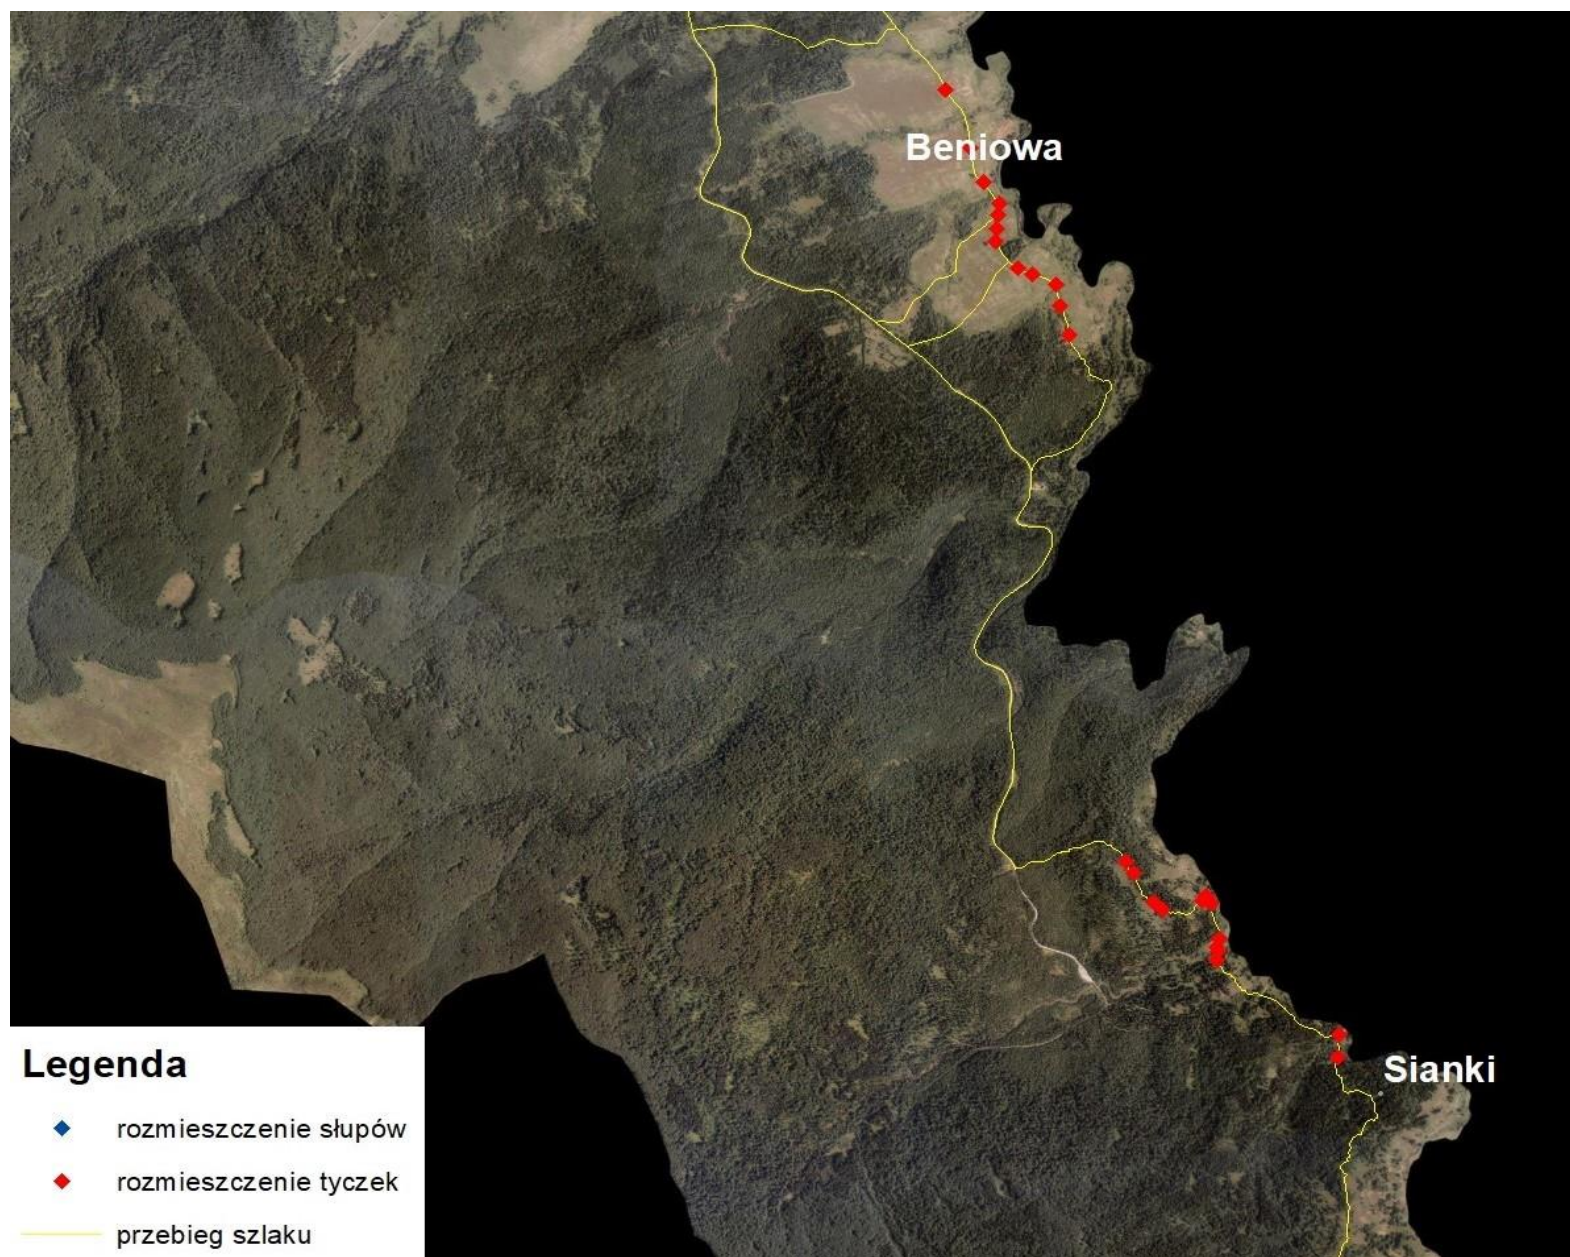 Beniowa
Sianki
Legenda
rozmieszczenie słupów
rozmieszczenie tyczek
przebieg szlaku